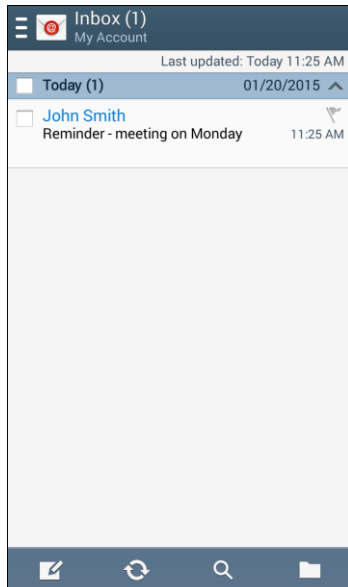 Inbox (1)
My Account
Last updated: Today 11:25 AM
Today (1) 01/20/2015
John Smith
Reminder - meeting on Monday 11:25 AM